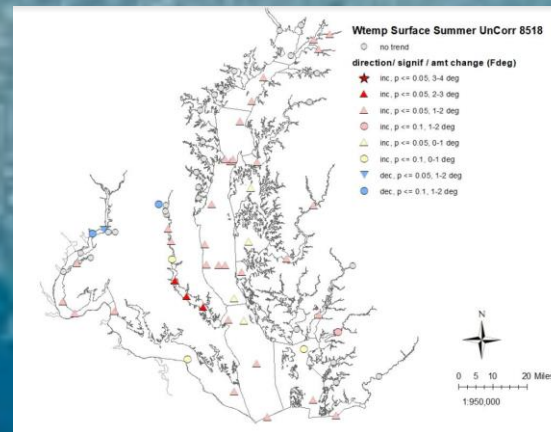 Wtemp Surface Summer UnCorr 8518
no trend
direction/ signif / amt change (Fdeg)
inc, p <= 0.05, 3-4 deg
inc, p <= 0.05, 2-3 deg
inc, p <= 0.05, 1-2 deg
inc, p <= 0.1, 1-2 deg
inc, p <= 0.05, 0-1 deg
inc, p <= 0.1, 0-1 deg
dec, p <= 0.05, 1-2 deg
dec, p <= 0.1, 1-2 deg
N
0 5 10 20 Miles
1:950,000